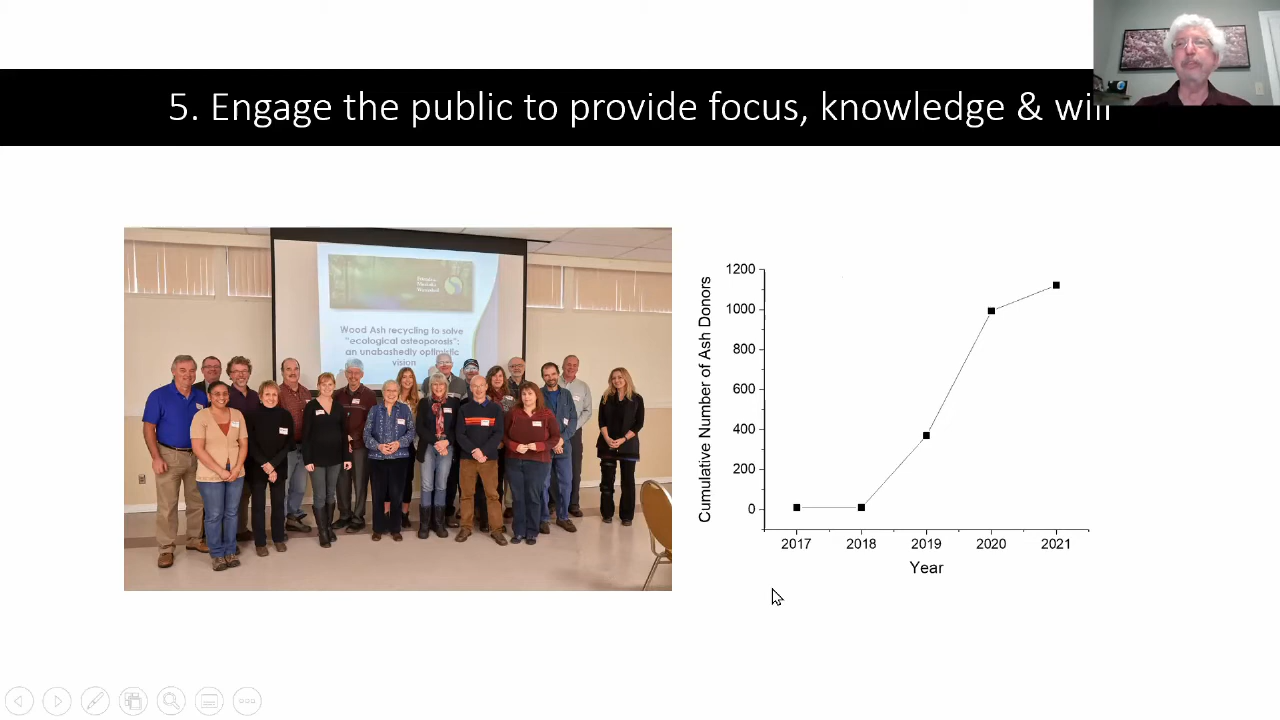 5. Engage the public to provide focus, knowledge & will
Wood Ash recycling to solve
"ecological osteoporosis":
an unabashedly optimistic
vision
Cumulative Number of Ash Donors
1200
1000
800
600
400
200
0
2017 2018 2019 2020 2021
Year